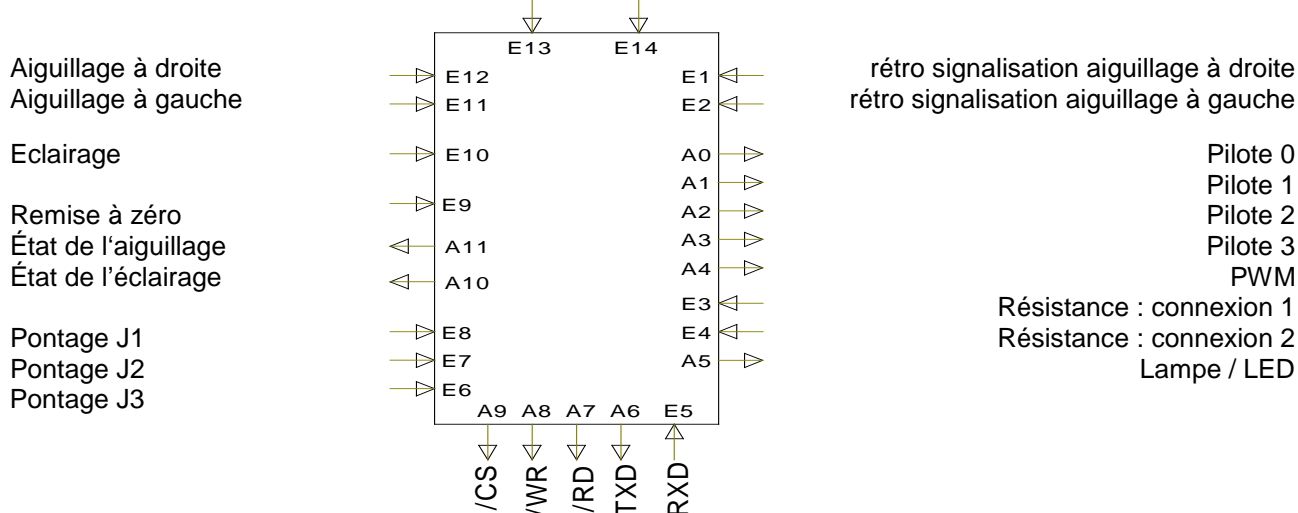 E13 E14
Aiguillage à droite E12 E1 rétro signalisation aiguillage à droite
Aiguillage à gauche E11 E2 rétro signalisation aiguillage à gauche
Eclairage E10 A0 Pilote 0
A1 Pilote 1
Remise à zéro E9 A2 Pilote 2
État de l‘aiguillage A11 A3 Pilote 3
État de l’éclairage A10 A4 PWM
E3 Résistance : connexion 1
Pontage J1 E8 E4 Résistance : connexion 2
Pontage J2 E7 A5 Lampe / LED
Pontage J3 E6
A9 A8 A7 A6 E5
/CS /WR /RD TXD RXD